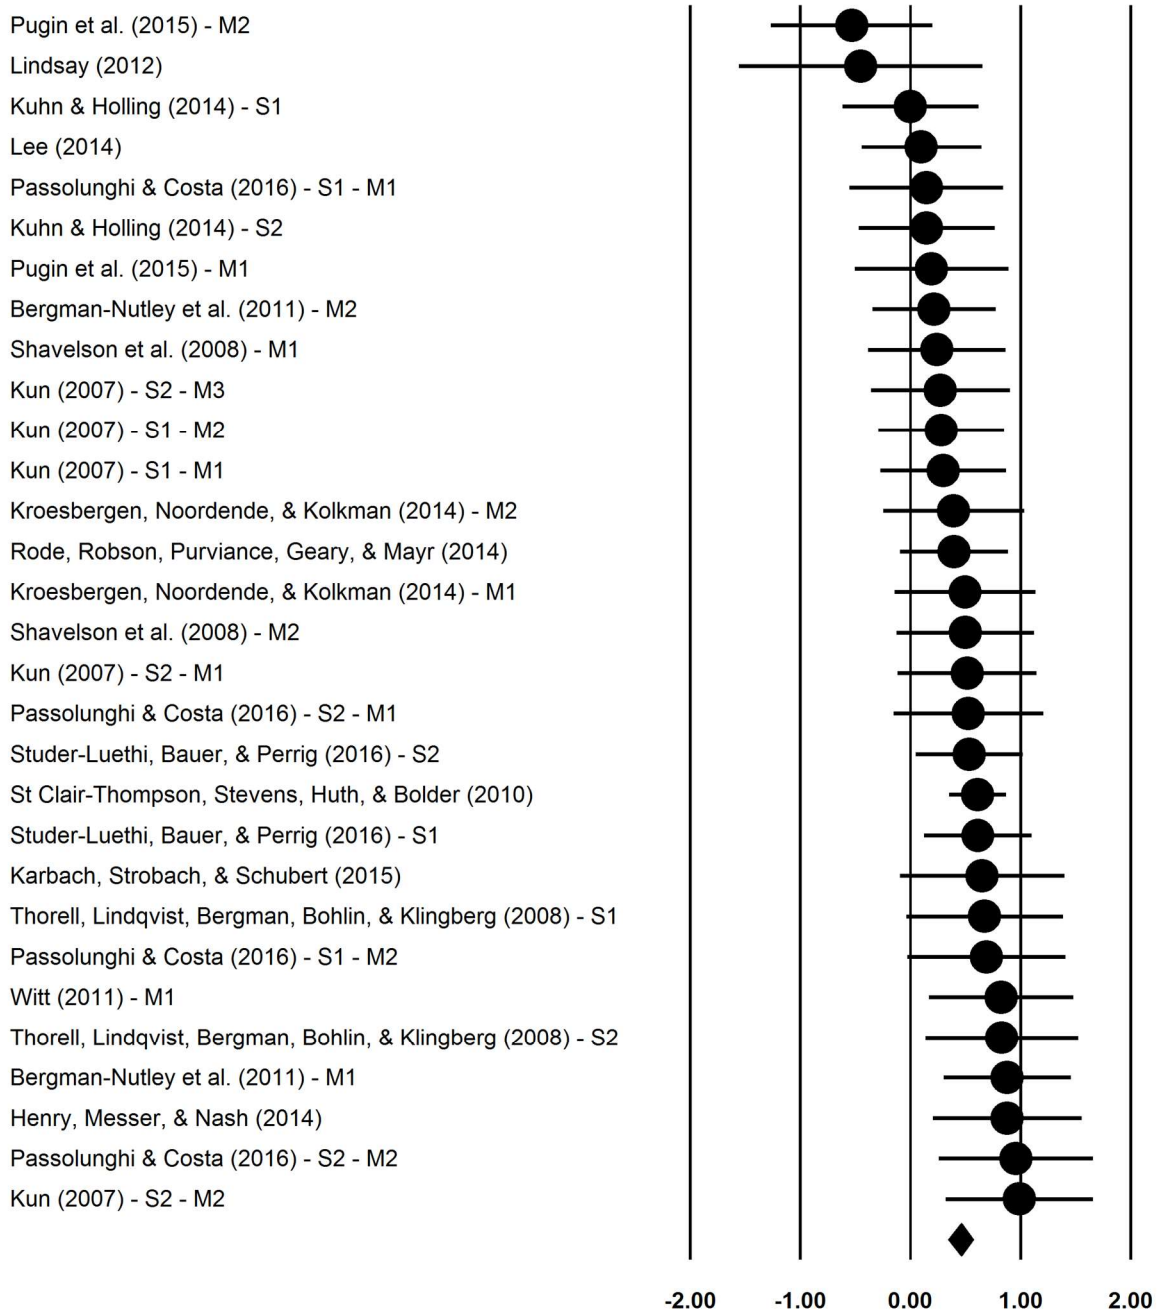 Pugin et al. (2015) - M2
Lindsay (2012)
Kuhn & Holling (2014) - S1
Lee (2014)
Passolunghi & Costa (2016) - S1 - M1
Kuhn & Holling (2014) - S2
Pugin et al. (2015) - M1
Bergman-Nutley et al. (2011) - M2
Shavelson et al. (2008) - M1
Kun (2007) - S2 - M3
Kun (2007) - S1 - M2
Kun (2007) - S1 - M1
Kroesbergen, Noordende, & Kolkman (2014) - M2
Rode, Robson, Purviance, Geary, & Mayr (2014)
Kroesbergen, Noordende, & Kolkman (2014) - M1
Shavelson et al. (2008) - M2
Kun (2007) - S2 - M1
Passolunghi & Costa (2016) - S2 - M1
Studer-Luethi, Bauer, & Perrig (2016) - S2
St Clair-Thompson, Stevens, Huth, & Bolder (2010)
Studer-Luethi, Bauer, & Perrig (2016) - S1
Karbach, Strobach, & Schubert (2015)
Thorell, Lindqvist, Bergman, Bohlin, & Klingberg (2008) - S1
Passolunghi & Costa (2016) - S1 - M2
Witt (2011) - M1
Thorell, Lindqvist, Bergman, Bohlin, & Klingberg (2008) - S2
Bergman-Nutley et al. (2011) - M1
Henry, Messer, & Nash (2014)
Passolunghi & Costa (2016) - S2 - M2
Kun (2007) - S2 - M2
-2.00 -1.00 0.00 1.00 2.00